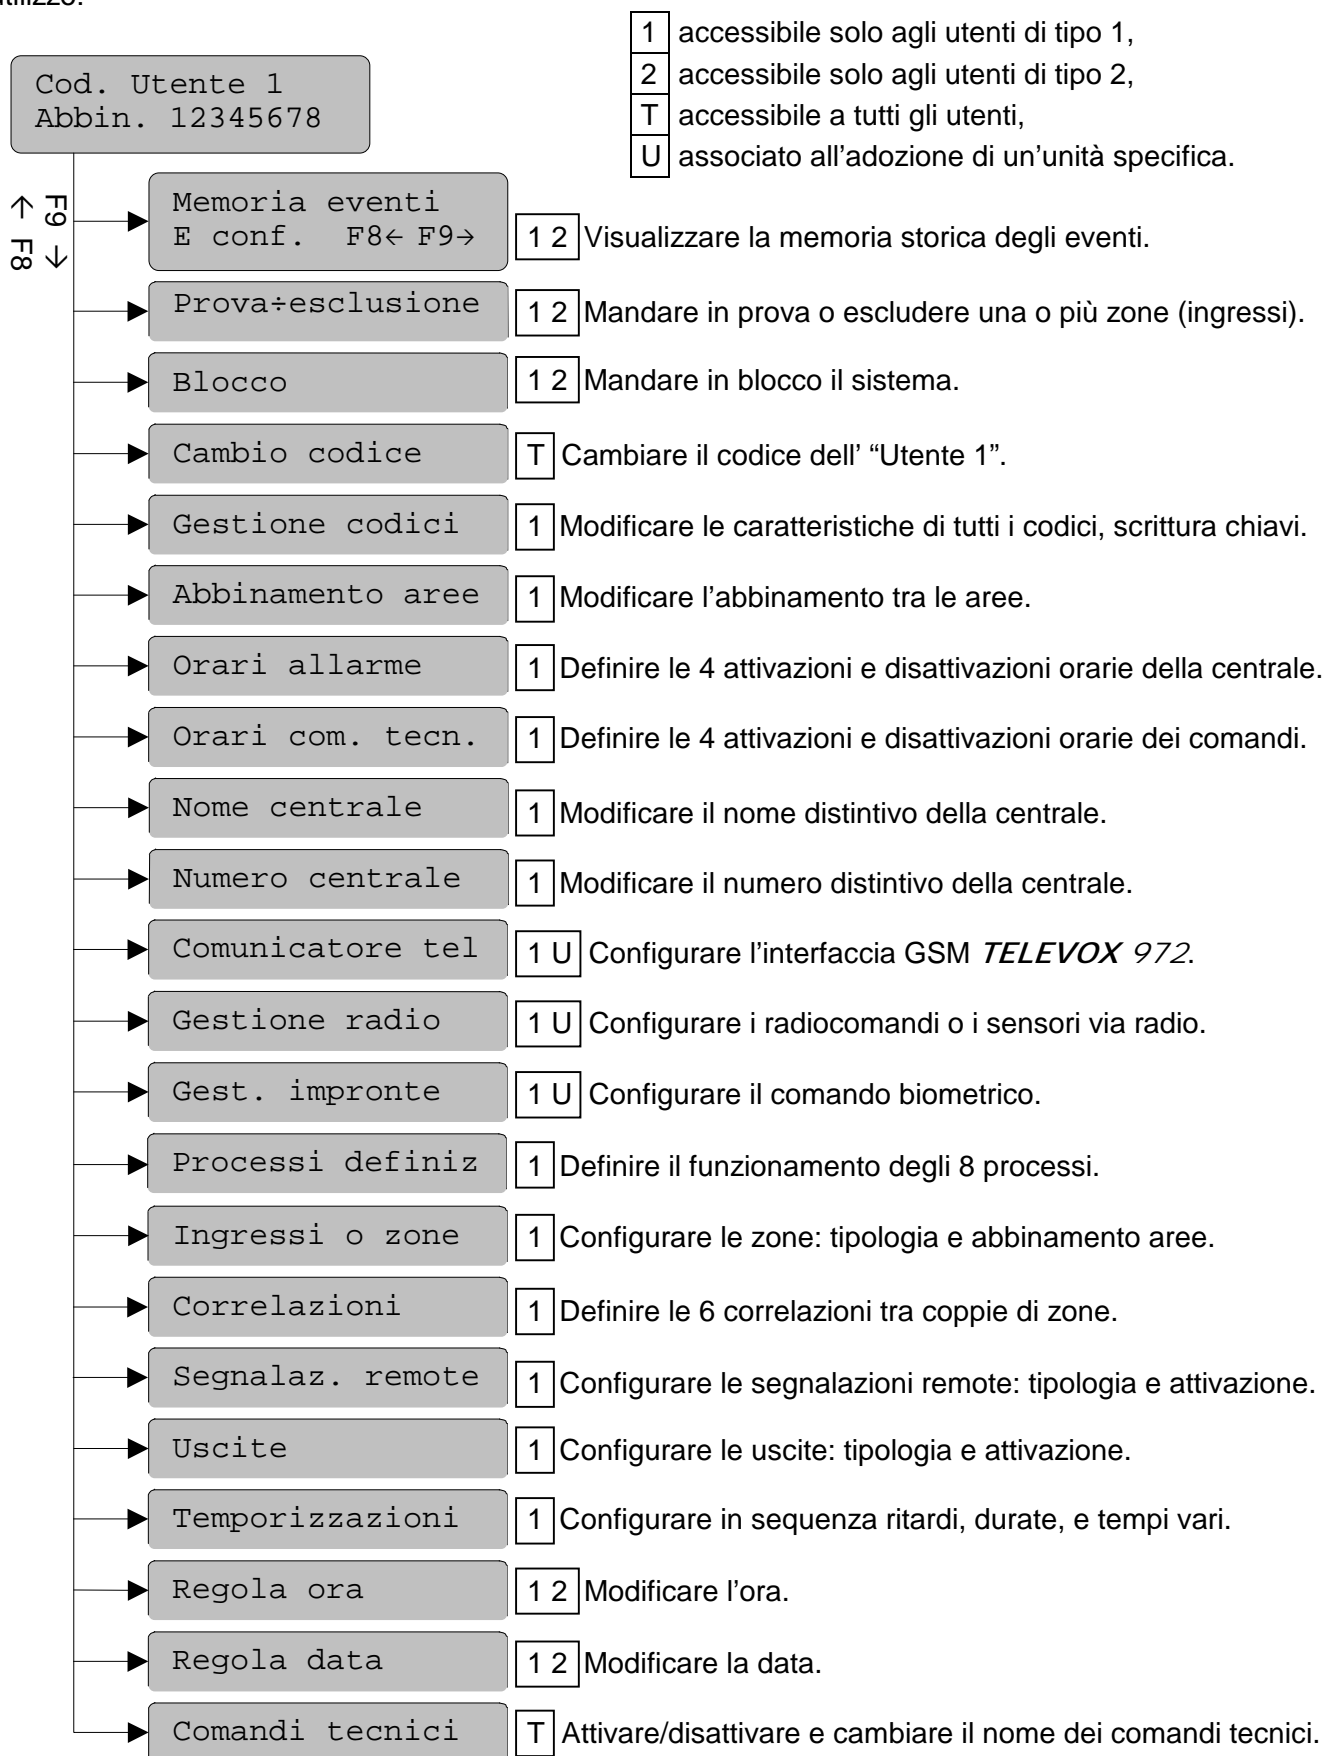 utilizzo.
1 accessibile solo agli utenti di tipo 1,
2 accessibile solo agli utenti di tipo 2,
T accessibile a tutti gli utenti,
U associato all'adozione di un'unità specifica.
Cod. Utente 1
Abbin. 12345678
F9 →
← F8
Memoria eventi
E conf. F8← F9→
1 2 Visualizzare la memoria storica degli eventi.
Prova÷esclusione
1 2 Mandare in prova o escludere una o più zone (ingressi).
Blocco
1 2 Mandare in blocco il sistema.
Cambio codice
T Cambiare il codice dell' “Utente 1”.
Gestione codici
1 Modificare le caratteristiche di tutti i codici, scrittura chiavi.
Abbinamento aree
1 Modificare l'abbinamento tra le aree.
Orari allarme
1 Definire le 4 attivazioni e disattivazioni orarie della centrale.
Orari com. tecn.
1 Definire le 4 attivazioni e disattivazioni orarie dei comandi.
Nome centrale
1 Modificare il nome distintivo della centrale.
Numero centrale
1 Modificare il numero distintivo della centrale.
Comunicatore tel
1 U Configurare l'interfaccia GSM TELEVOX 972.
Gestione radio
1 U Configurare i radiocomandi o i sensori via radio.
Gest. impronte
1 U Configurare il comando biometrico.
Processi definiz
1 Definire il funzionamento degli 8 processi.
Ingressi o zone
1 Configurare le zone: tipologia e abbinamento aree.
Correlazioni
1 Definire le 6 correlazioni tra coppie di zone.
Segnalaz. remote
1 Configurare le segnalazioni remote: tipologia e attivazione.
Uscite
1 Configurare le uscite: tipologia e attivazione.
Temporizzazioni
1 Configurare in sequenza ritardi, durate, e tempi vari.
Regola ora
1 2 Modificare l'ora.
Regola data
1 2 Modificare la data.
Comandi tecnici
T Attivare/disattivare e cambiare il nome dei comandi tecnici.